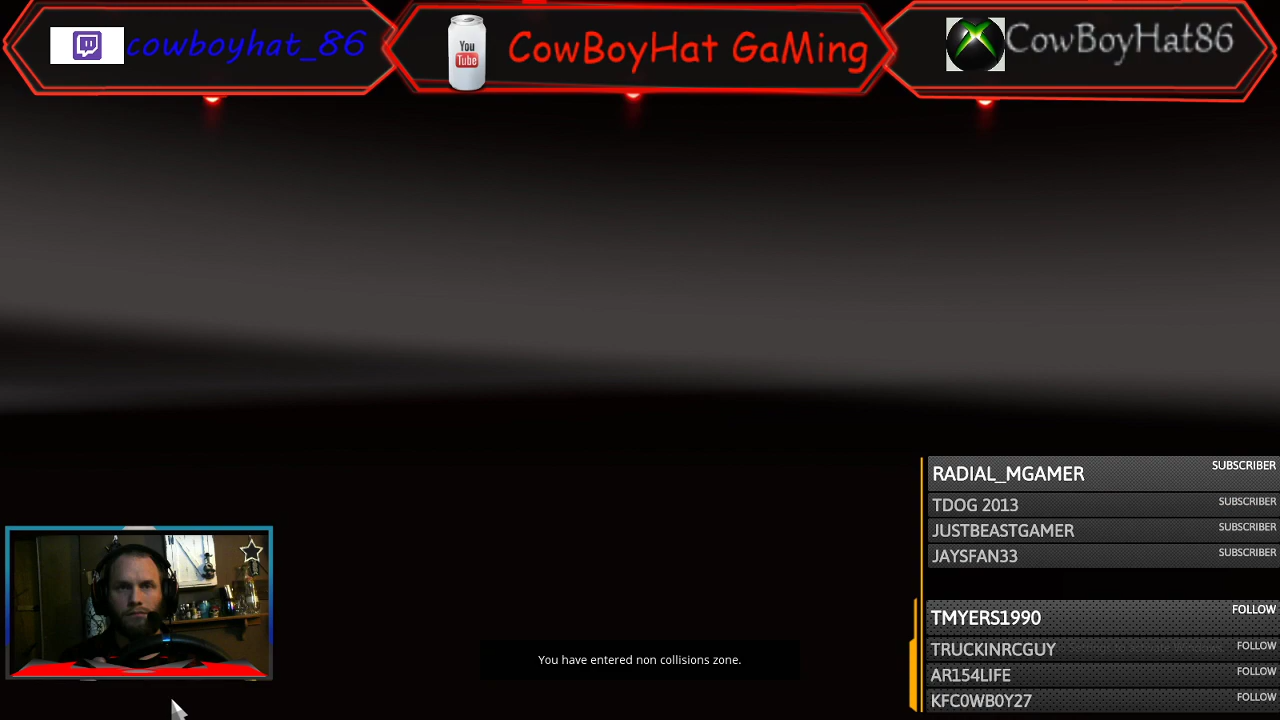 cowboyhat_86
You
Tube
CowBoyHat GaMing
CowBoyHat86
RADIAL_MGAMER SUBSCRIBER
TDOG 2013 SUBSCRIBER
JUSTBEASTGAMER SUBSCRIBER
JAYSFAN33 SUBSCRIBER
TMYERS1990 FOLLOW
TRUCKINRCGUY FOLLOW
AR154LIFE FOLLOW
KFC0WB0Y27 FOLLOW
You have entered non collisions zone.